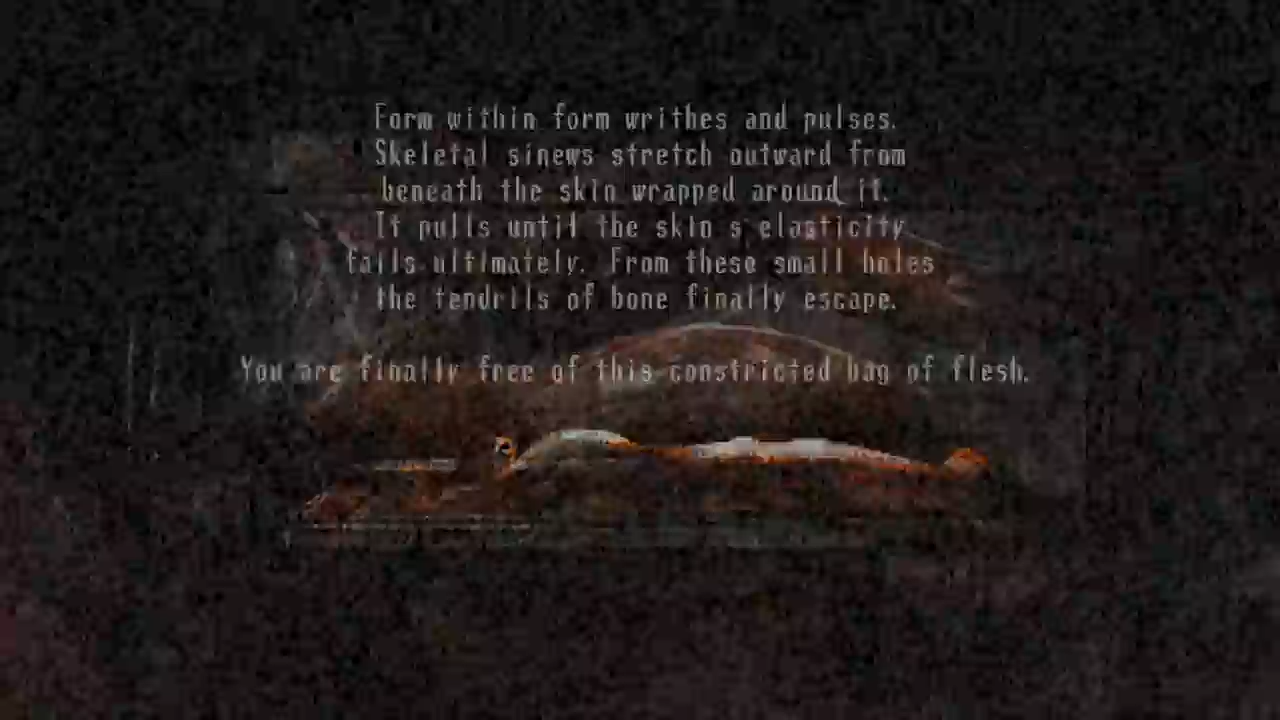 Form within form writhes and pulses.
Skeletal sinews stretch outward from
beneath the skin wrapped around it.
It pulls until the skin s elasticity
fails ultimately. From these small holes
the tendrils of bone finally escape.
You are finally free of this constricted bag of flesh.